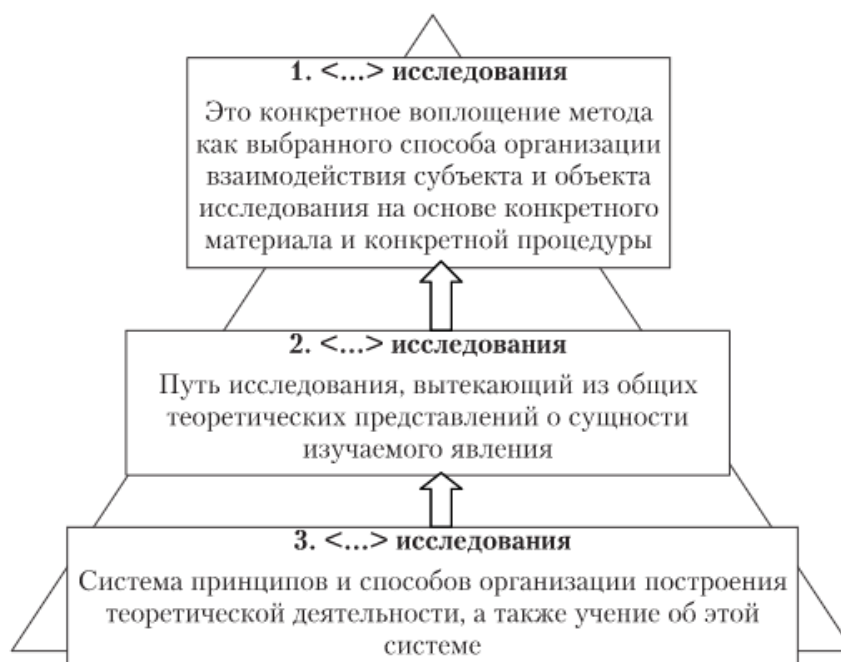 1. <...> исследования
Это конкретное воплощение метода
как выбранного способа организации
взаимодействия субъекта и объекта
исследования на основе конкретного
материала и конкретной процедуры
2. <...> исследования
Путь исследования, вытекающий из общих
теоретических представлений о сущности
изучаемого явления
3. <...> исследования
Система принципов и способов организации построения
теоретической деятельности, а также учение об этой
системе